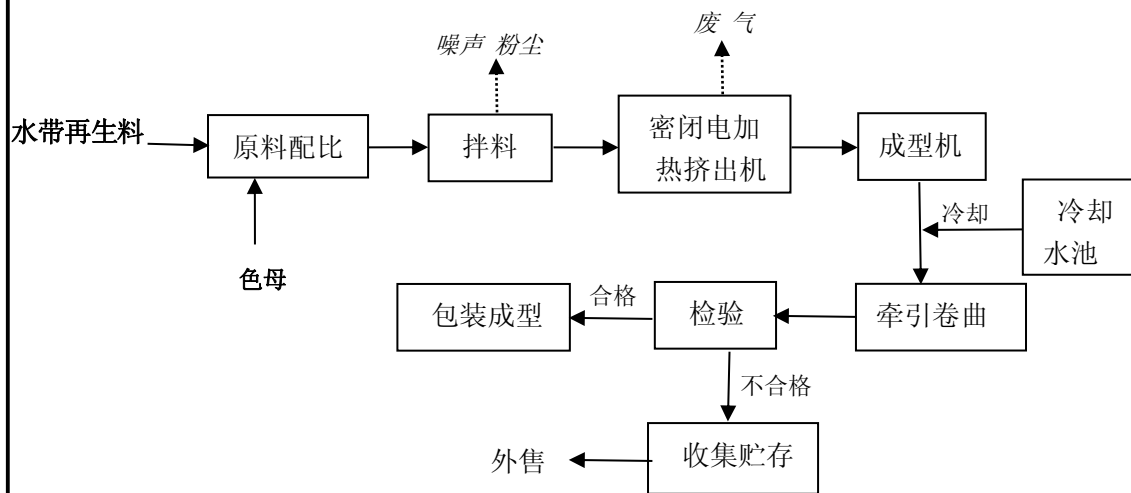 噪声 粉尘
废 气
水带再生料
原料配比
拌料
密闭电加
热挤出机
成型机
冷却
冷却
水池
色母
包装成型
合格
检验
牵引卷曲
不合格
外售
收集贮存